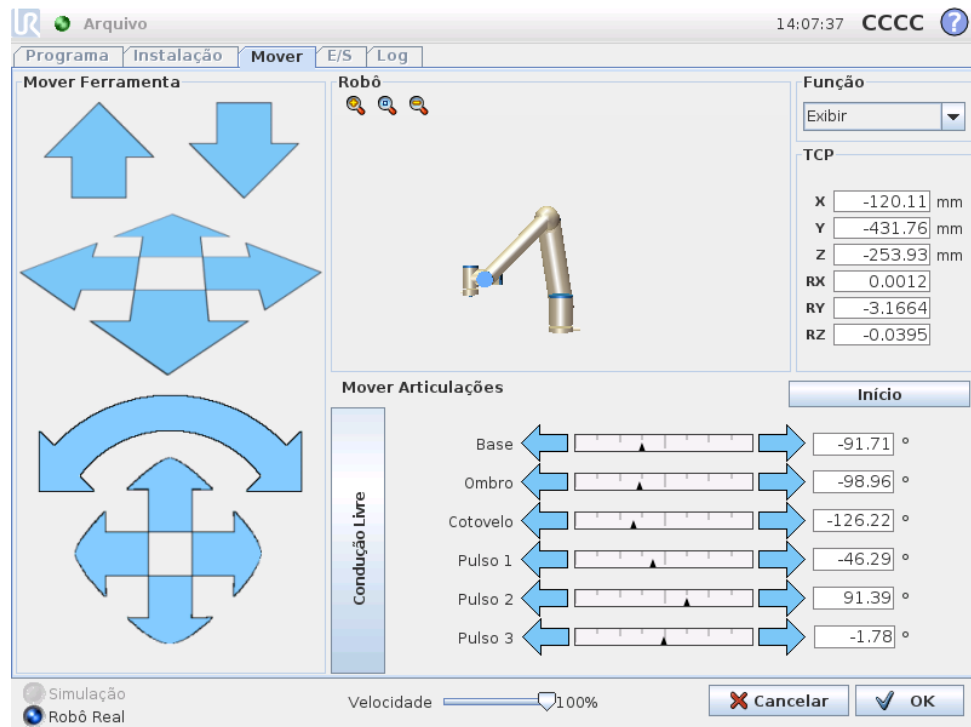 UR Arquivo 14:07:37 CCCC ?
Programa Instalação Mover E/S Log
Mover Ferramenta
Robô
Função
Exibir
TCP
X -120.11 mm
Y -431.76 mm
Z -253.93 mm
RX 0.0012
RY -3.1664
RZ -0.0395
Mover Articulações
Início
Condução Livre
Base -91.71 °
Ombro -98.96 °
Cotovelo -126.22 °
Pulso 1 -46.29 °
Pulso 2 91.39 °
Pulso 3 -1.78 °
Simulação
Robô Real
Velocidade 100%
Cancelar OK